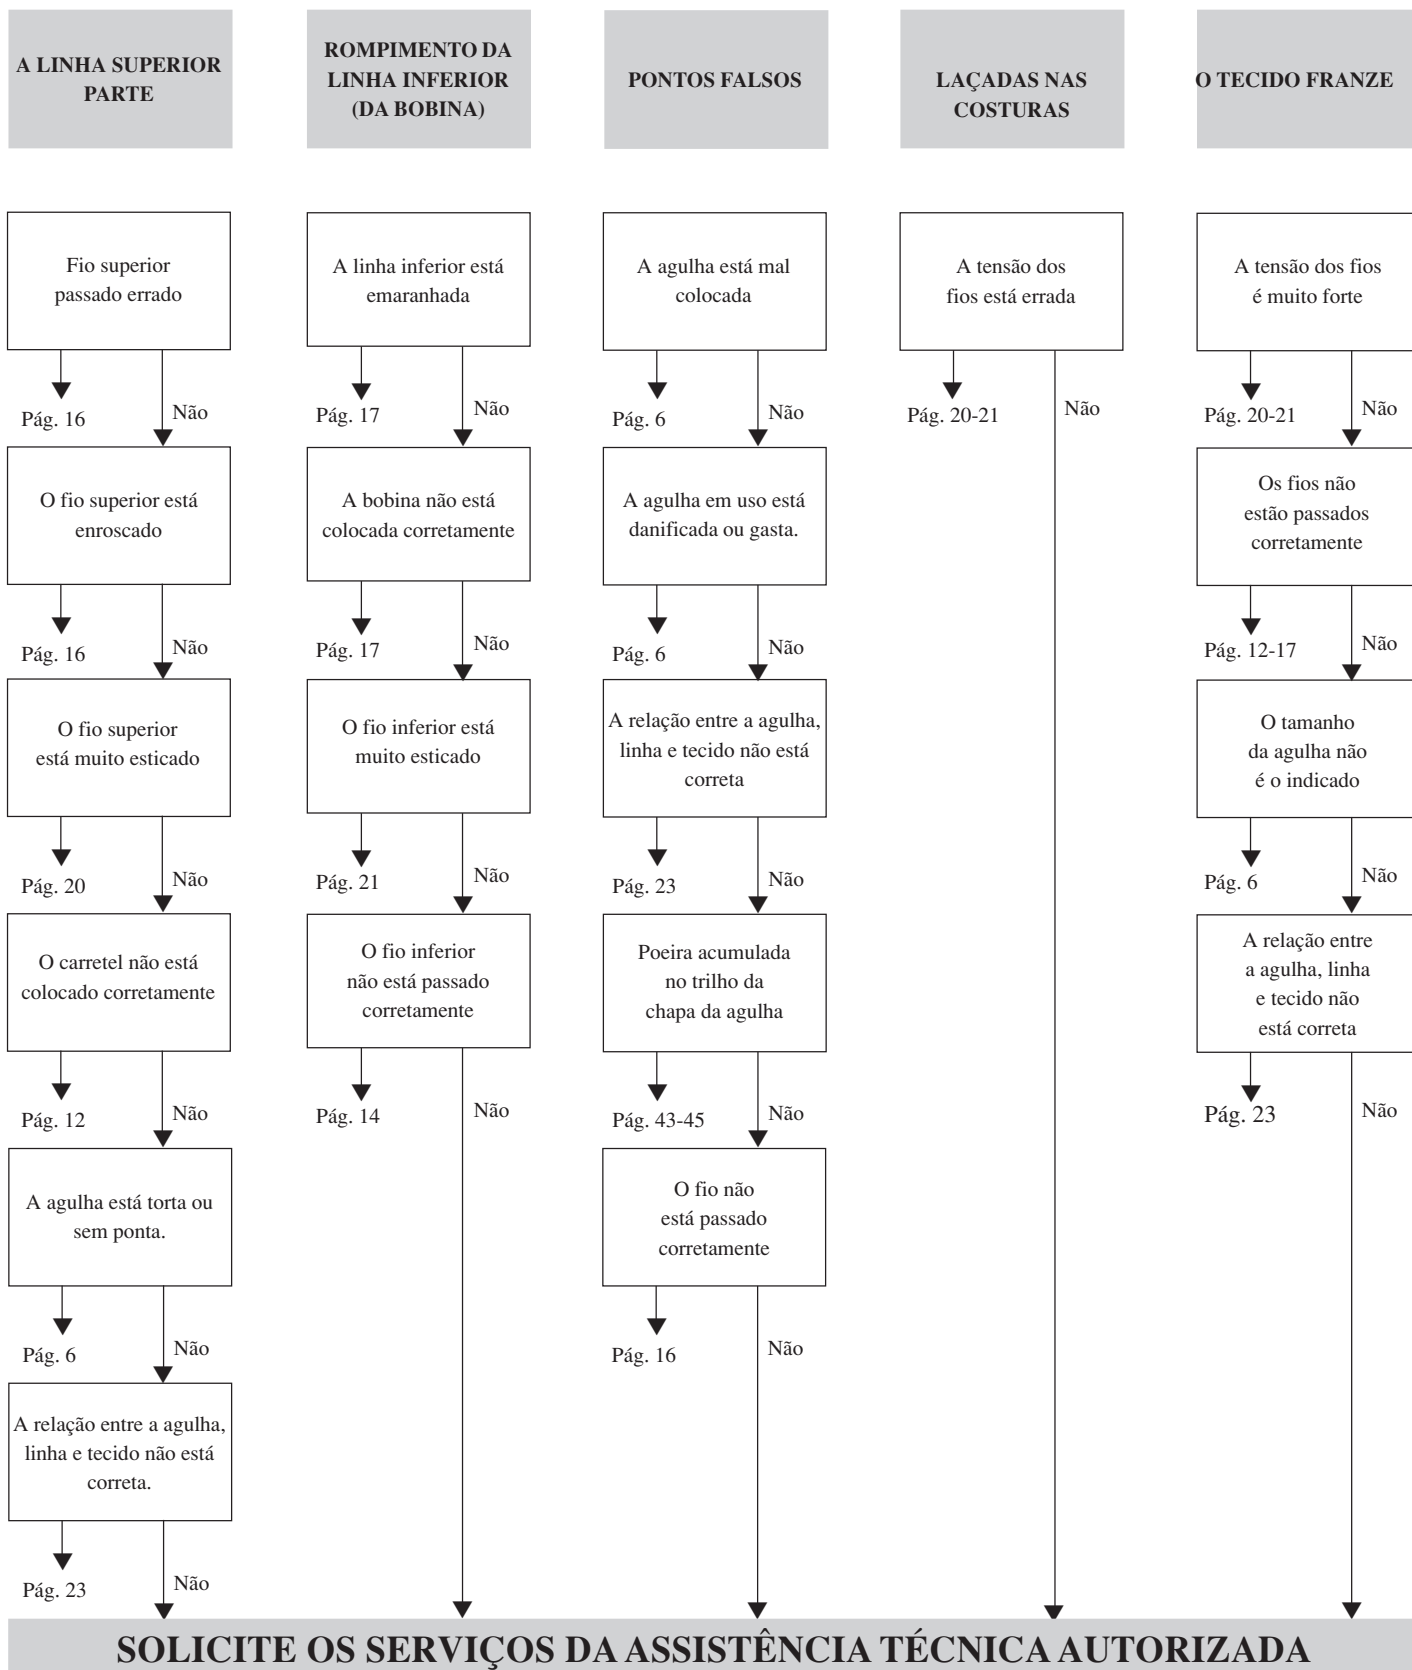 A LINHA SUPERIOR
PARTE
Fio superior
passado errado
Pág. 16
Não
O fio superior está
enroscado
Pág. 16
Não
O fio superior
está muito esticado
Pág. 20
Não
O carretel não está
colocado corretamente
Pág. 12
Não
A agulha está torta ou
sem ponta.
Pág. 6
Não
A relação entre a agulha,
linha e tecido não está
correta.
Pág. 23
Não
ROMPIMENTO DA
LINHA INFERIOR
(DA BOBINA)
A linha inferior está
emaranhada
Pág. 17
Não
A bobina não está
colocada corretamente
Pág. 17
Não
O fio inferior está
muito esticado
Pág. 21
Não
O fio inferior
não está passado
corretamente
Pág. 14
Não
PONTOS FALSOS
A agulha está mal
colocada
Pág. 6
Não
A agulha em uso está
danificada ou gasta.
Pág. 6
Não
A relação entre a agulha,
linha e tecido não está
correta
Pág. 23
Não
Poeira acumulada
no trilho da
chapa da agulha
Pág. 43-45
Não
O fio não
está passado
corretamente
Pág. 16
Não
LAÇADAS NAS
COSTURAS
A tensão dos
fios está errada
Pág. 20-21
Não
O TECIDO FRANZE
A tensão dos fios
é muito forte
Pág. 20-21
Não
Os fios não
estão passados
corretamente
Pág. 12-17
Não
O tamanho
da agulha não
é o indicado
Pág. 6
Não
A relação entre
a agulha, linha
e tecido não
está correta
Pág. 23
Não
SOLICITE OS SERVIÇOS DA ASSISTÊNCIA TÉCNICA AUTORIZADA